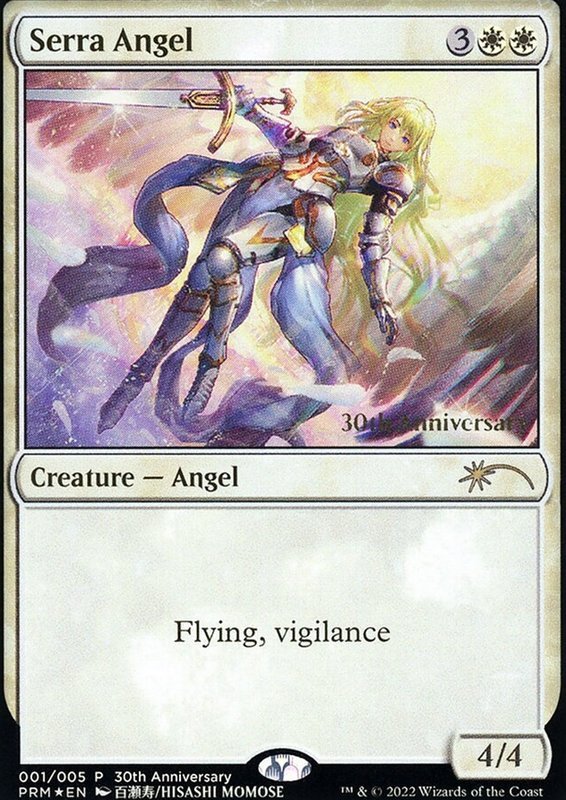 Serra Angel 3
30th Anniversary
Creature — Angel
Flying, vigilance
4/4
001/005 P 30th Anniversary
PRM★EN 百瀬寿/HISASHI MOMOSE ™ & © 2022 Wizards of the Coast